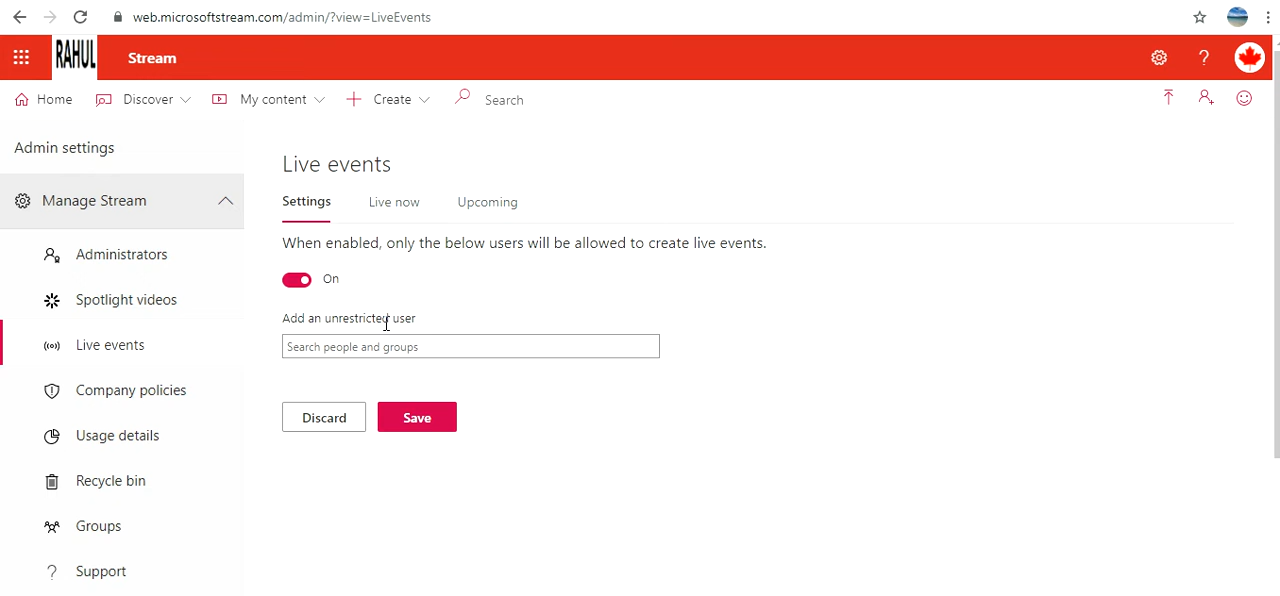 web.microsoftstream.com/admin/?view=LiveEvents
RAHUL Stream ?
Home Discover My content Create Search
Admin settings
Manage Stream
Administrators
Spotlight videos
Live events
Company policies
Usage details
Recycle bin
Groups
? Support
Live events
Settings Live now Upcoming
When enabled, only the below users will be allowed to create live events.
On
Add an unrestricted user
Search people and groups
Discard Save